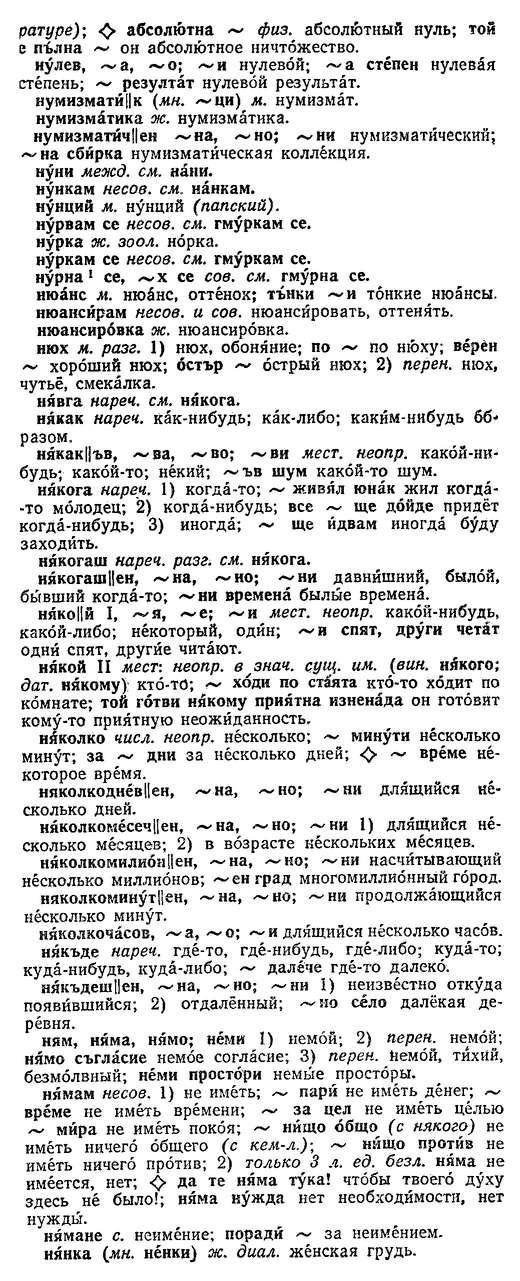 ратуре); ◇ абсолю́тна ~ физ. абсолю́тный нуль; той
е пъ́лна ~ он абсолю́тное ничто́жество.
ну́лев, ~а, ~о; ~и нулево́й; ~а сте́пен нулева́я
сте́пень; ~ резулта́т нулево́й результа́т.
нумизмати́||к (мн. ~ци) м. нумизма́т.
нумизма́тика ж. нумизма́тика.
нумизмати́ч||ен ~на, ~но; ~ни нумизмати́ческий;
~на сби́рка нумизмати́ческая колле́кция.
ну́ни межд. см. на́ни.
ну́нкам несов. см. на́нкам.
ну́нций м. ну́нций (папский).
ну́рвам се несов. см. гму́ркам се.
ну́рка ж. зоол. но́рка.
ну́ркам се несов. см. гму́ркам се.
ну́рна¹ се, ~х се сов. см. гму́рна се.
нюа́нс м. нюа́нс, отте́нок; тъ́нки ~и то́нкие нюа́нсы.
нюанси́рам несов. и сов. нюанси́ровать, оттеня́ть.
нюансиро́вка ж. нюансиро́вка.
нюх м. разг. 1) нюх, обоня́ние; по ~ по ню́ху; ве́рен
~ хоро́ший нюх; о́стър ~ о́стрый нюх; 2) перен. нюх,
чутьё, смека́лка.
ня́вга нареч. см. ня́кога.
ня́как нареч. ка́к-нибудь; ка́к-либо; каки́м-нибудь о́б-
разом.
ня́как||ъв, ~ва, ~во; ~ви мест. неопр. како́й-ни-
будь; како́й-то; не́кий; ~ъв шум како́й-то шум.
ня́кога нареч. 1) когда́-то; ~ живя́л юна́к жил когда́-
-то мо́лодец; 2) когда́-нибудь; все ~ ще до́йде придёт
когда́-нибудь; 3) иногда́; ~ ще и́двам иногда́ бу́ду
заходи́ть.
ня́когаш нареч. разг. см. ня́кога.
ня́когаш||ен, ~на, ~но; ~ни давни́шний, было́й,
бы́вший когда́-то; ~ни времена́ былы́е времена́.
ня́ко||й I, ~я, ~е; ~и мест. неопр. како́й-нибудь,
како́й-либо; не́который, оди́н; ~и спят, дру́ги чета́т
одни́ спят, други́е чита́ют.
ня́кой II мест. неопр. в знач. сущ. им. (вин. ня́кого;
дат. ня́кому) кто́-то; ~ хо́ди по ста́ята кто́-то хо́дит по
ко́мнате; той го́тви ня́кому прия́тна изнена́да он гото́вит
кому́-то прия́тную неожи́данность.
ня́колко числ. неопр. не́сколько; ~ мину́ти не́сколько
мину́т; за ~ дни за не́сколько дней; ◇ ~ вре́ме не́-
которое вре́мя.
няколкодне́в||ен, ~на, ~но; ~ни для́щийся не́-
сколько дней.
няколкоме́сеч||ен, ~на, ~но; ~ни 1) для́щийся не́-
сколько ме́сяцев; 2) в во́зрасте не́скольких ме́сяцев.
няколкомилио́н||ен, ~на, ~но; ~ни насчи́тывающий
не́сколько миллио́нов; ~ен град многомиллио́нный го́род.
няколкомину́т||ен, ~на, ~но; ~ни продолжа́ющийся
не́сколько мину́т.
няколкоча́сов, ~а, ~о; ~и для́щийся не́сколько часо́в.
ня́къде нареч. где́-то, где́-нибудь, где́-либо; куда́-то;
куда́-нибудь, куда́-либо; ~ дале́че где́-то далеко́.
ня́къдеш||ен, ~на, ~но; ~ни 1) неизве́стно отку́да
появи́вшийся; 2) отдалённый; ~но се́ло далёкая де-
ре́вня.
ням, ня́ма, ня́мо; не́ми 1) немо́й; 2) перен. немо́й;
ня́мо съгла́сие немо́е согла́сие; 3) перен. немо́й, ти́хий,
безмо́лвный; не́ми просто́ри немы́е просто́ры.
ня́мам несов. 1) не име́ть; ~ пари́ не име́ть де́нег; ~
вре́ме не име́ть вре́мени; ~ за цел не име́ть це́лью
~ ми́ра не име́ть поко́я; ~ ни́що о́бщо (с някого) не
име́ть ничего́ о́бщего (с кем-л.); ~ ни́що проти́в не
име́ть ничего́ про́тив; 2) только 3 л. ед. безл. ня́ма не
име́ется, нет; ◇ да те ня́ма ту́ка! что́бы твоего́ ду́ху
здесь не́ было!; ня́ма ну́жда нет необходи́мости, нет
нужды́.
ня́мане с. неиме́ние; поради́ ~ за неиме́нием.
ня́нка (мн. не́нки) ж. диал. же́нская грудь.